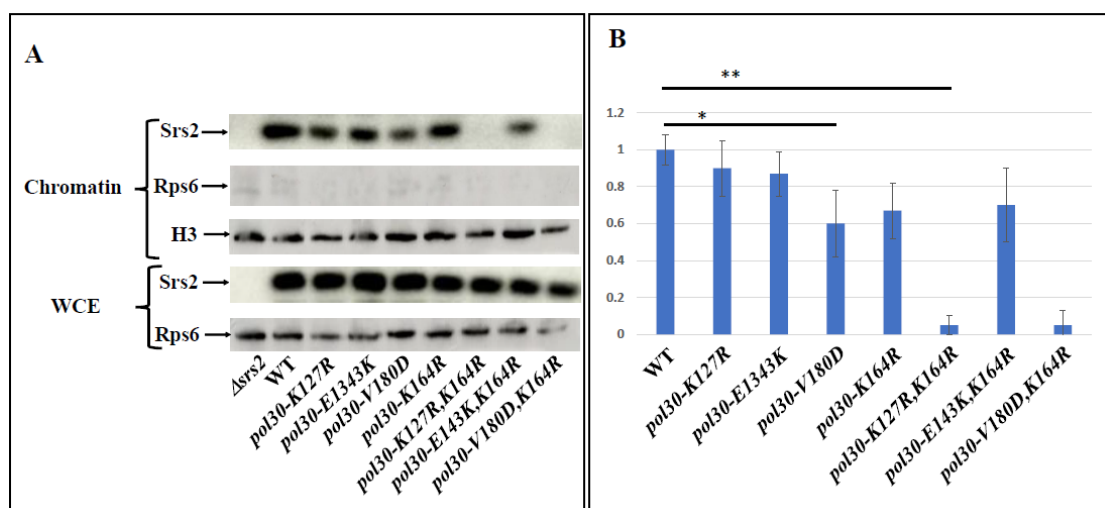 A
Chromatin
Srs2
Rps6
H3
WCE
Srs2
Rps6
Δsrs2
WT
pol30-K127R
pol30-E1343K
pol30-V180D
pol30-K164R
pol30-K127R,K164R
pol30-E143K,K164R
pol30-V180D,K164R
B
**
*
1.2
1
0.8
0.6
0.4
0.2
0
WT
pol30-K127R
pol30-E1343K
pol30-V180D
pol30-K164R
pol30-K127R,K164R
pol30-E143K,K164R
pol30-V180D,K164R